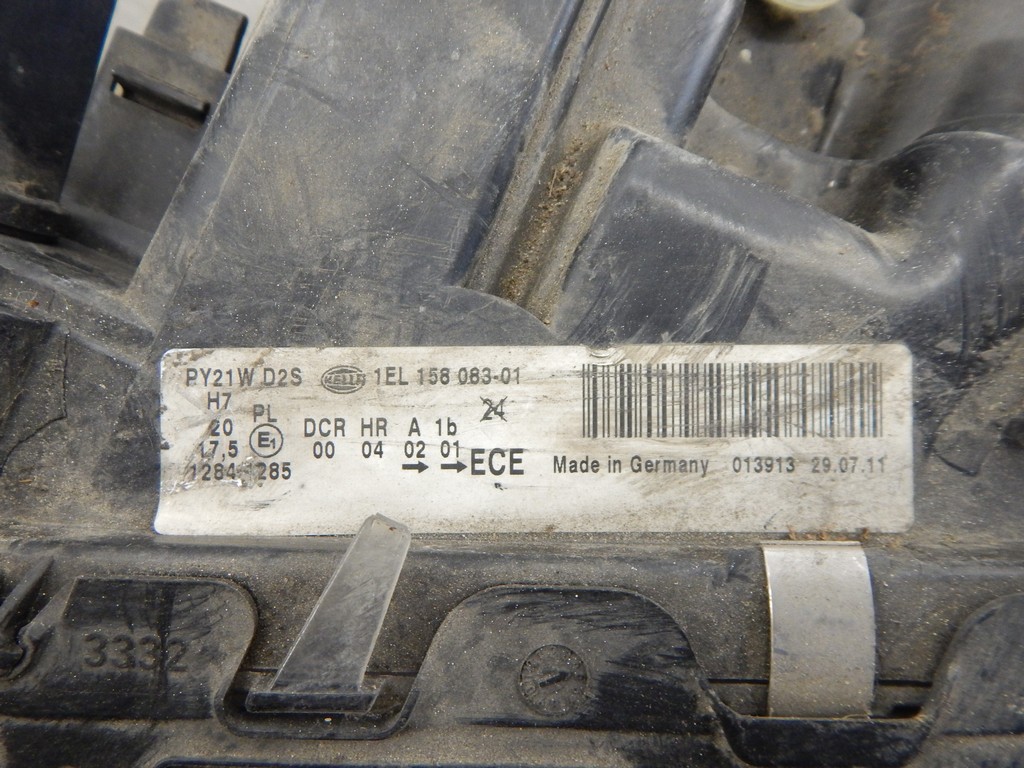 PY21W D2S HELLA 1EL 158 063-01
H7
20 PL DCR HR A 1b 24
17,5 E1 00 04 02 01
1284 1285 → →ECE Made in Germany 013913 29.07.11
3332